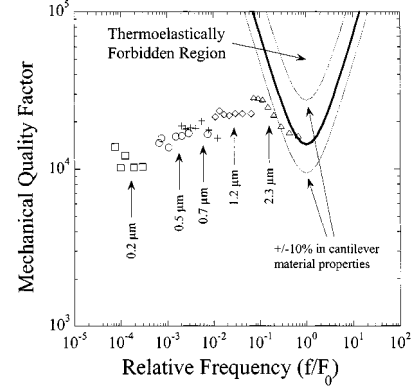 Thermoelastically
Forbidden Region
Mechanical Quality Factor
10^5
10^4
10^3
0.2 μm
0.5 μm
0.7 μm
1.2 μm
2.3 μm
+/-10% in cantilever
material properties
10^-5 10^-4 10^-3 10^-2 10^-1 10^0 10^1 10^2
Relative Frequency (f/F_0)